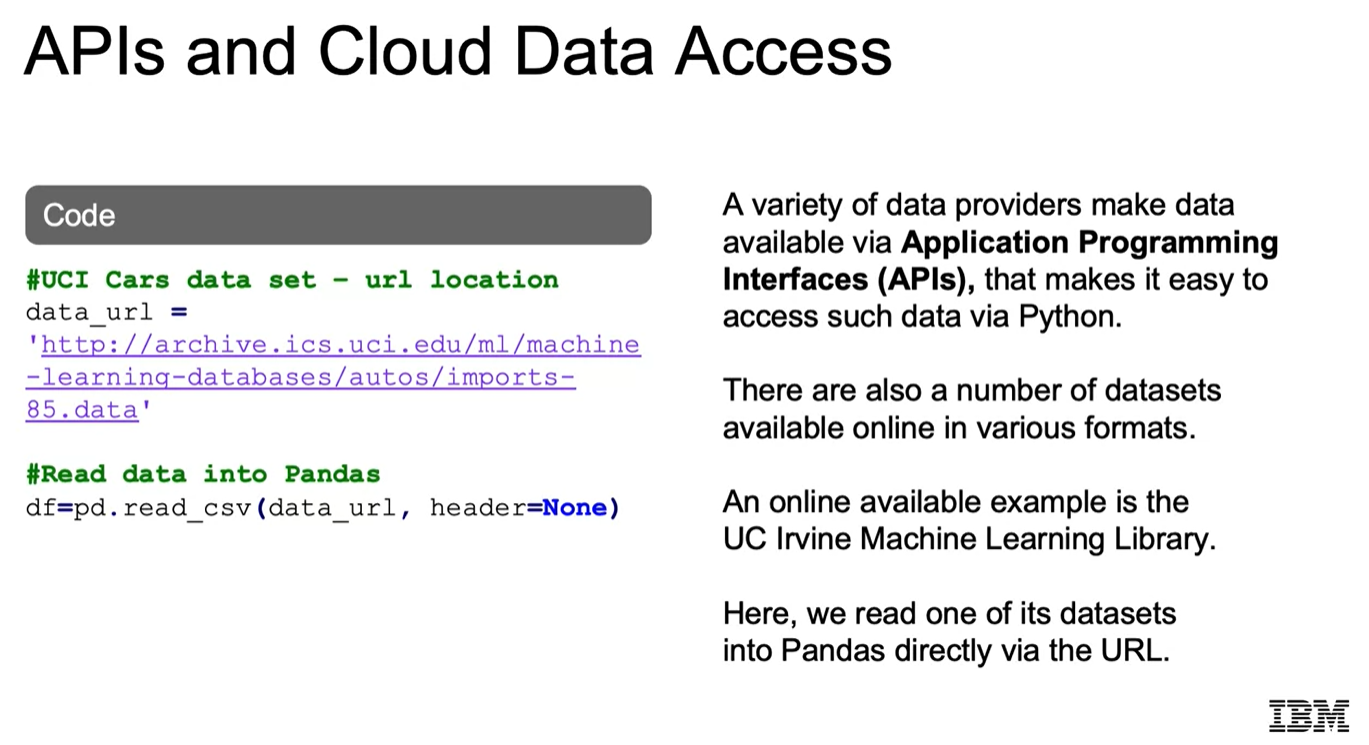 APIs and Cloud Data Access
Code
#UCI Cars data set – url location
data_url =
'http://archive.ics.uci.edu/ml/machine
-learning-databases/autos/imports-
85.data'
#Read data into Pandas
df=pd.read_csv(data_url, header=None)
A variety of data providers make data
available via Application Programming
Interfaces (APIs), that makes it easy to
access such data via Python.
There are also a number of datasets
available online in various formats.
An online available example is the
UC Irvine Machine Learning Library.
Here, we read one of its datasets
into Pandas directly via the URL.
IBM